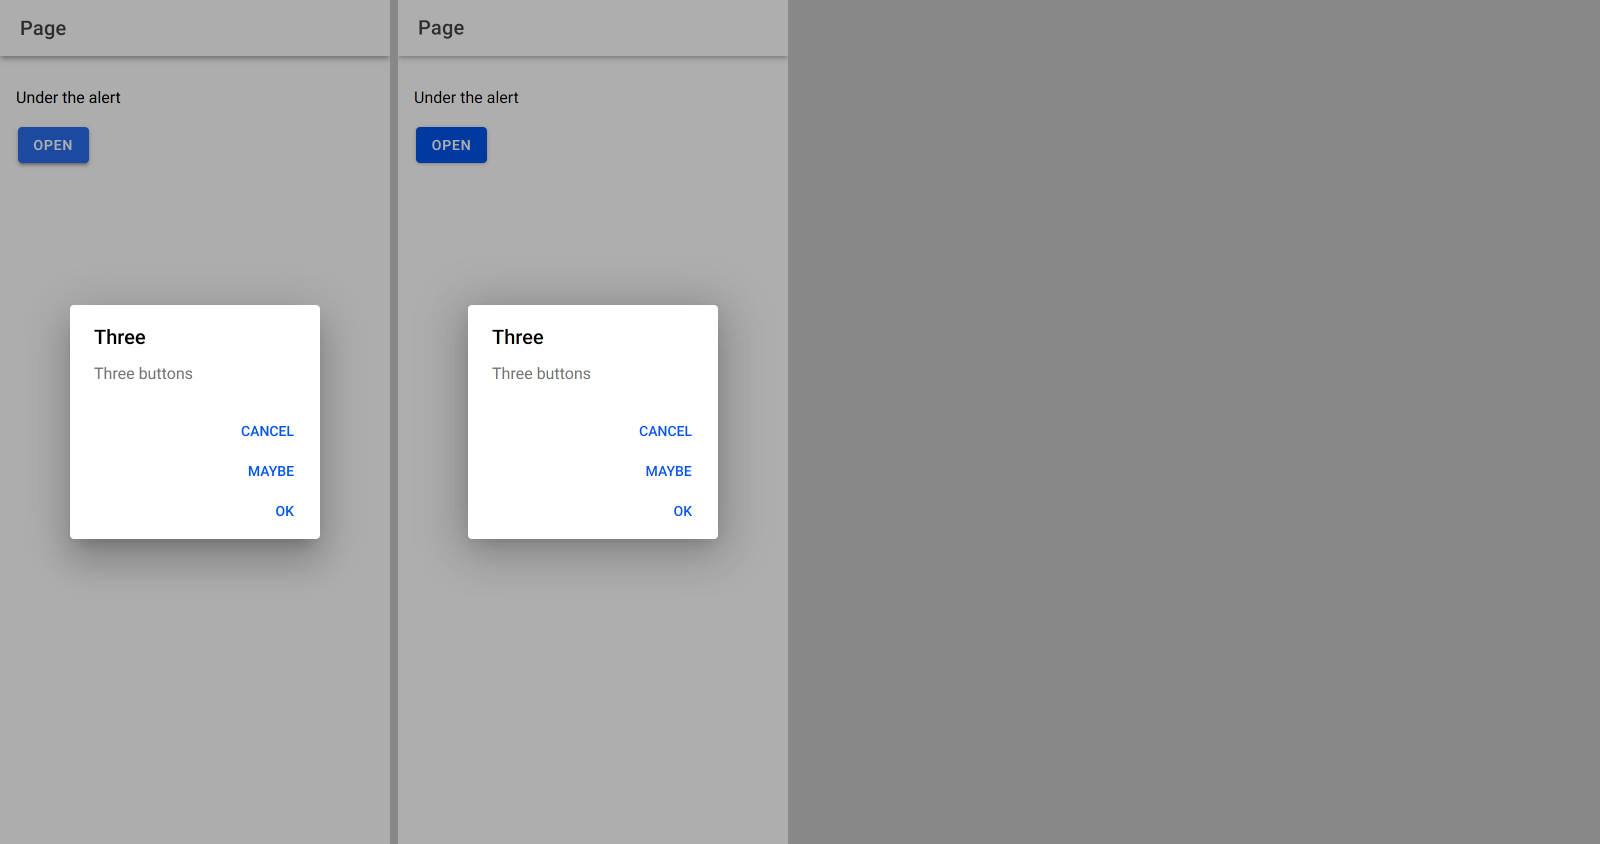 Page
Under the alert
OPEN
Three
Three buttons
CANCEL
MAYBE
OK
Page
Under the alert
OPEN
Three
Three buttons
CANCEL
MAYBE
OK